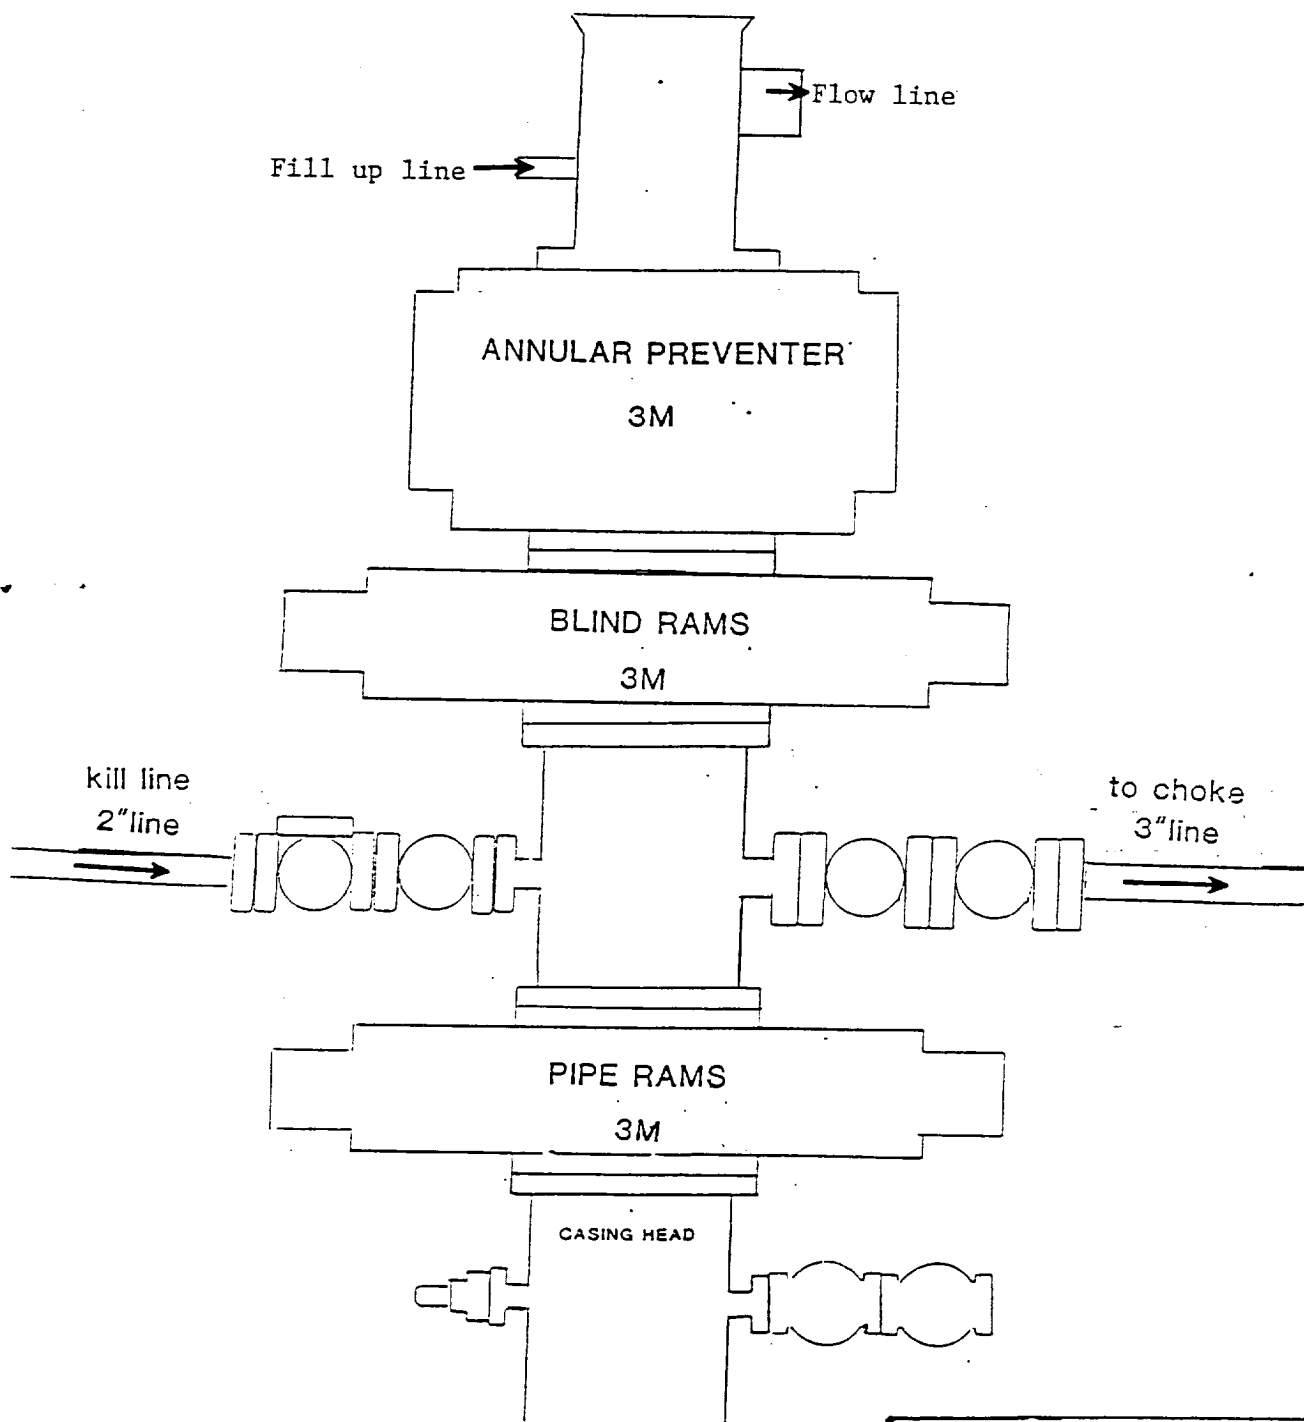 Flow line
Fill up line
ANNULAR PREVENTER
3M
BLIND RAMS
3M
kill line
2" line
to choke
3" line
PIPE RAMS
3M
CASING HEAD